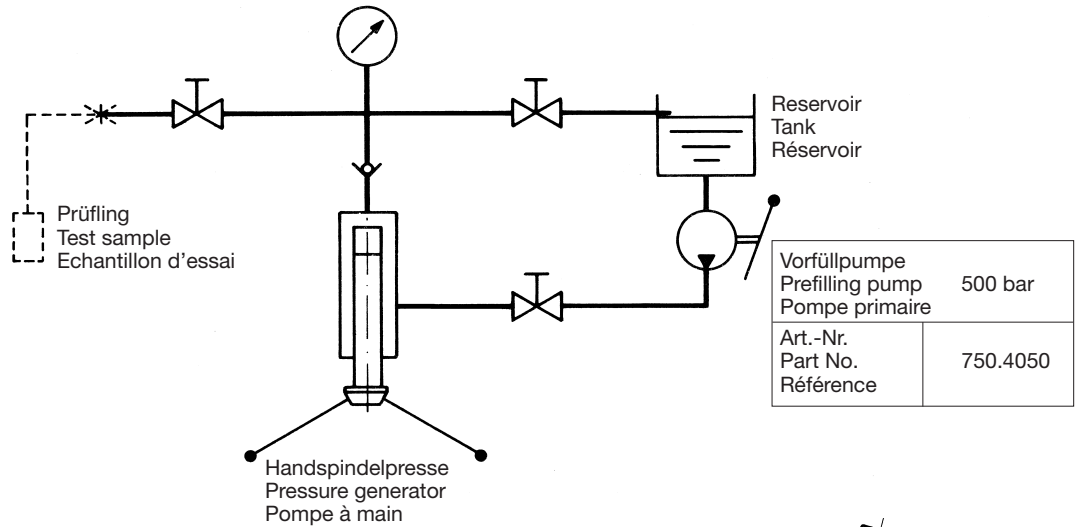 Reservoir
Tank
Réservoir
Prüfling
Test sample
Echantillon d'essai
Vorfüllpumpe
Prefilling pump 500 bar
Pompe primaire
Art.-Nr.
Part No. 750.4050
Référence
Handspindelpresse
Pressure generator
Pompe à main